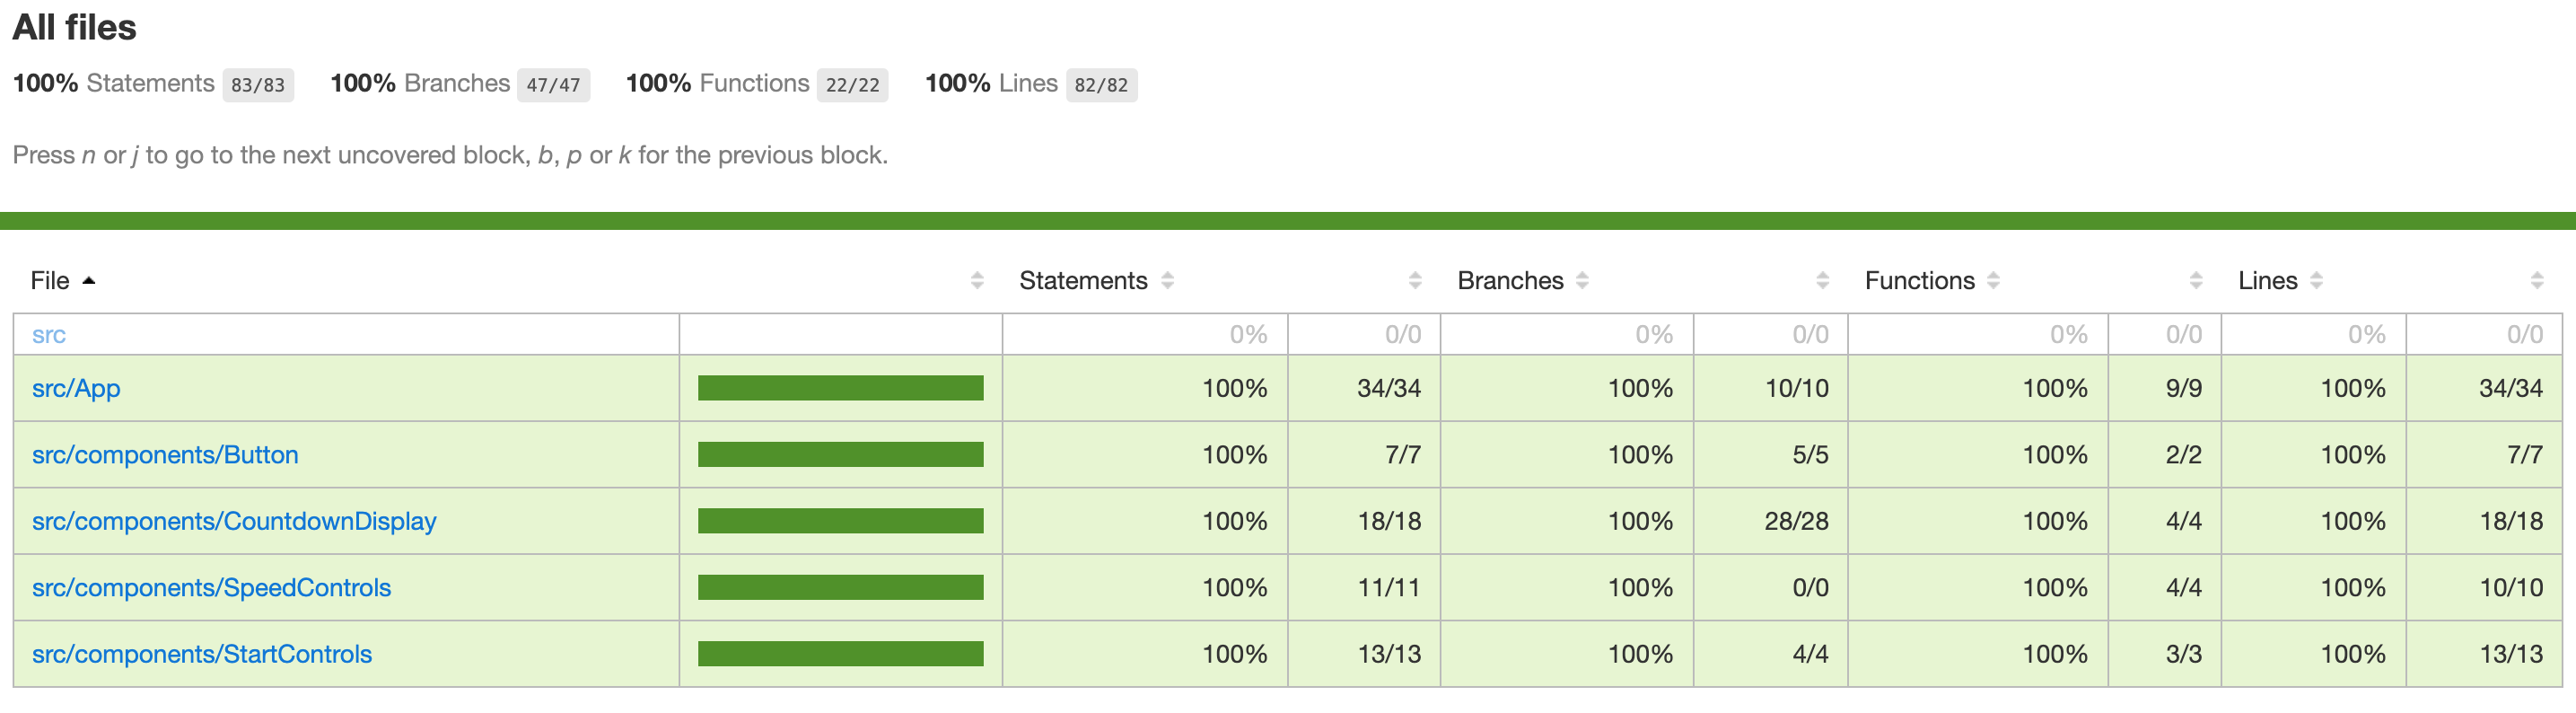 All files
100% Statements 83/83 100% Branches 47/47 100% Functions 22/22 100% Lines 82/82
Press n or j to go to the next uncovered block, b, p or k for the previous block.
File Statements Branches Functions Lines
src 0% 0/0 0% 0/0 0% 0/0 0% 0/0
src/App 100% 34/34 100% 10/10 100% 9/9 100% 34/34
src/components/Button 100% 7/7 100% 5/5 100% 2/2 100% 7/7
src/components/CountdownDisplay 100% 18/18 100% 28/28 100% 4/4 100% 18/18
src/components/SpeedControls 100% 11/11 100% 0/0 100% 4/4 100% 10/10
src/components/StartControls 100% 13/13 100% 4/4 100% 3/3 100% 13/13